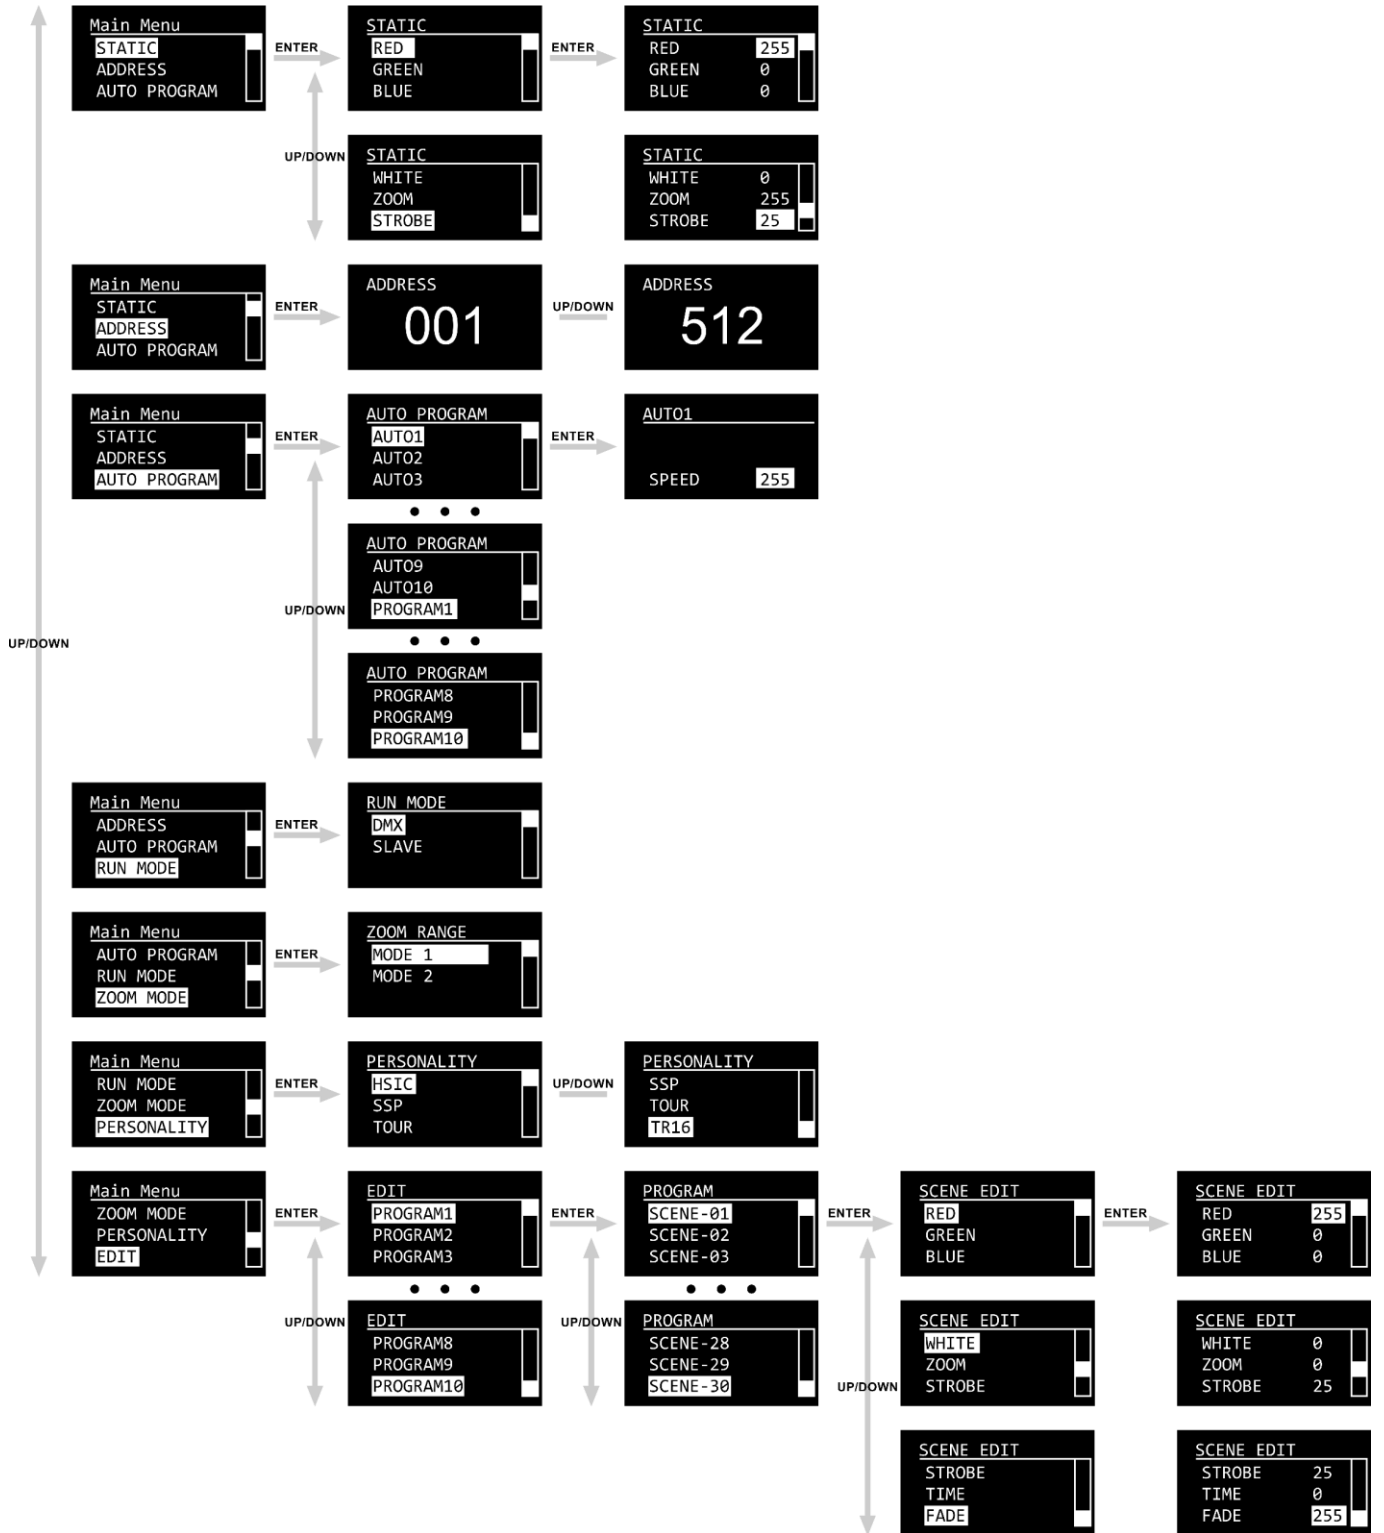 Main Menu
STATIC
ADDRESS
AUTO PROGRAM
ENTER
STATIC
RED
GREEN
BLUE
ENTER
STATIC
RED 255
GREEN 0
BLUE 0
UP/DOWN
STATIC
WHITE
ZOOM
STROBE
STATIC
WHITE 0
ZOOM 255
STROBE 25
Main Menu
STATIC
ADDRESS
AUTO PROGRAM
ENTER
ADDRESS
001
UP/DOWN
ADDRESS
512
Main Menu
STATIC
ADDRESS
AUTO PROGRAM
ENTER
AUTO PROGRAM
AUTO1
AUTO2
AUTO3
ENTER
AUTO1
SPEED 255
UP/DOWN
AUTO PROGRAM
AUTO9
AUTO10
PROGRAM1
UP/DOWN
AUTO PROGRAM
PROGRAM8
PROGRAM9
PROGRAM10
Main Menu
ADDRESS
AUTO PROGRAM
RUN MODE
ENTER
RUN MODE
DMX
SLAVE
Main Menu
AUTO PROGRAM
RUN MODE
ZOOM MODE
ENTER
ZOOM RANGE
MODE 1
MODE 2
Main Menu
RUN MODE
ZOOM MODE
PERSONALITY
ENTER
PERSONALITY
HSIC
SSP
TOUR
UP/DOWN
PERSONALITY
SSP
TOUR
TR16
Main Menu
ZOOM MODE
PERSONALITY
EDIT
ENTER
EDIT
PROGRAM1
PROGRAM2
PROGRAM3
ENTER
PROGRAM
SCENE-01
SCENE-02
SCENE-03
ENTER
SCENE EDIT
RED
GREEN
BLUE
ENTER
SCENE EDIT
RED 255
GREEN 0
BLUE 0
UP/DOWN
EDIT
PROGRAM8
PROGRAM9
PROGRAM10
UP/DOWN
PROGRAM
SCENE-28
SCENE-29
SCENE-30
UP/DOWN
SCENE EDIT
WHITE
ZOOM
STROBE
SCENE EDIT
WHITE 0
ZOOM 0
STROBE 25
SCENE EDIT
STROBE
TIME
FADE
SCENE EDIT
STROBE 25
TIME 0
FADE 255